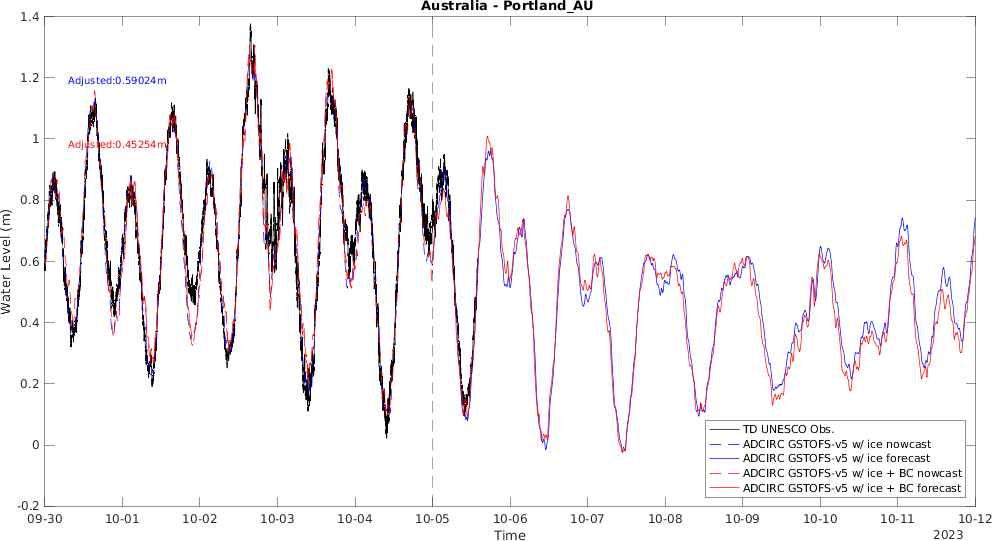 Australia - Portland_AU
1.4
1.2
1
0.8
0.6
0.4
0.2
0
-0.2
Water Level (m)
Adjusted:0.59024m
Adjusted:0.45254m
TD UNESCO Obs.
ADCIRC GSTOFS-v5 w/ ice nowcast
ADCIRC GSTOFS-v5 w/ ice forecast
ADCIRC GSTOFS-v5 w/ ice + BC nowcast
ADCIRC GSTOFS-v5 w/ ice + BC forecast
09-30 10-01 10-02 10-03 10-04 10-05 10-06 10-07 10-08 10-09 10-10 10-11 10-12
Time
2023